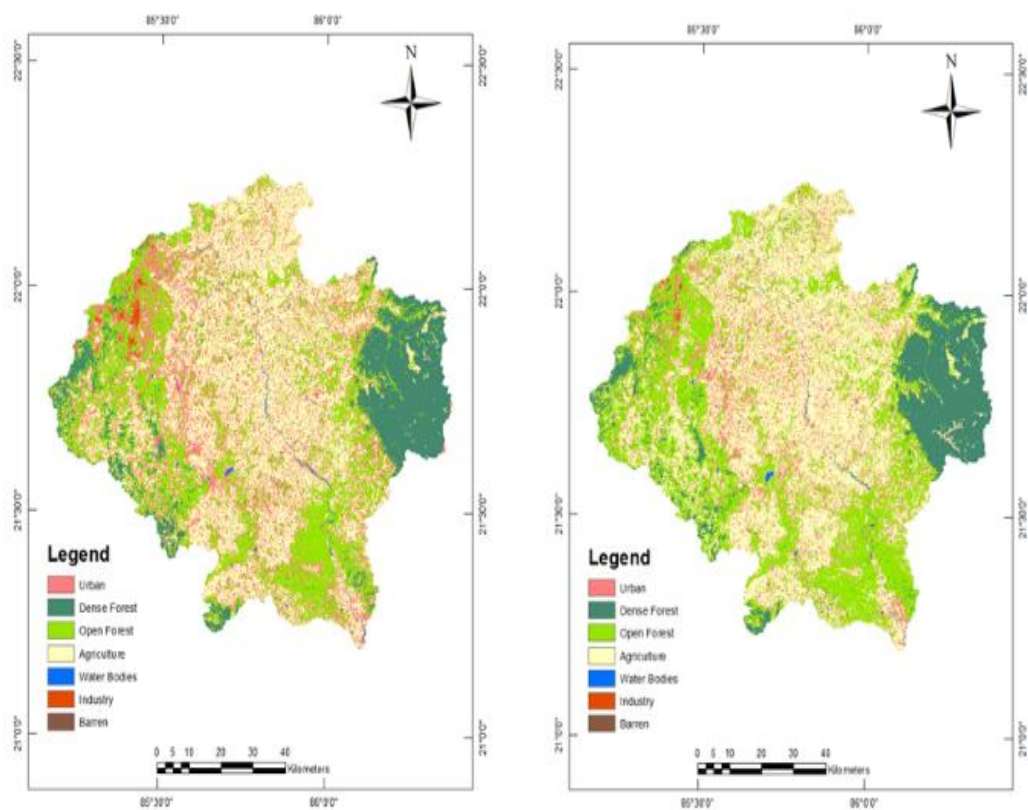 85°30'0" 86°0'0"
N
22°30'0" 22°30'0"
22°0'0" 22°0'0"
21°30'0" 21°30'0"
21°0'0" 21°0'0"
Legend
Urban
Dense Forest
Open Forest
Agriculture
Water Bodies
Industry
Barren
0 5 10 20 30 40
Kilometers
85°30'0" 86°0'0"
85°30'0" 86°0'0"
N
22°30'0" 22°30'0"
22°0'0" 22°0'0"
21°30'0" 21°30'0"
21°0'0" 21°0'0"
Legend
Urban
Dense Forest
Open Forest
Agriculture
Water Bodies
Industry
Barren
0 5 10 20 30 40
Kilometers
85°30'0" 86°0'0"